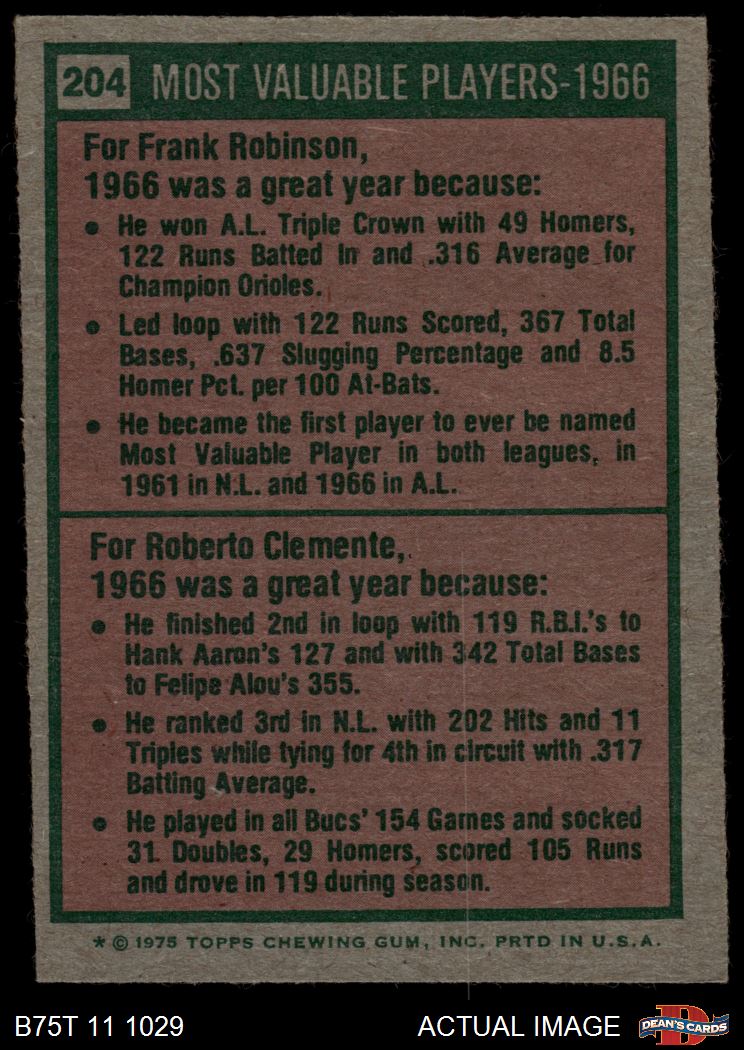 204 MOST VALUABLE PLAYERS-1966
For Frank Robinson,
1966 was a great year because:
• He won A.L. Triple Crown with 49 Homers,
122 Runs Batted In and .316 Average for
Champion Orioles.
• Led loop with 122 Runs Scored, 367 Total
Bases, .637 Slugging Percentage and 8.5
Homer Pct. per 100 At-Bats.
• He became the first player to ever be named
Most Valuable Player in both leagues, in
1961 in N.L. and 1966 in A.L.
For Roberto Clemente,
1966 was a great year because:
• He finished 2nd in loop with 119 R.B.I.'s to
Hank Aaron's 127 and with 342 Total Bases
to Felipe Alou's 355.
• He ranked 3rd in N.L. with 202 Hits and 11
Triples while tying for 4th in circuit with .317
Batting Average.
• He played in all Bucs' 154 Games and socked
31 Doubles, 29 Homers, scored 105 Runs
and drove in 119 during season.
* © 1975 TOPPS CHEWING GUM, INC. PRTD IN U.S.A.
B75T 11 1029 ACTUAL IMAGE D DEAN'S CARDS